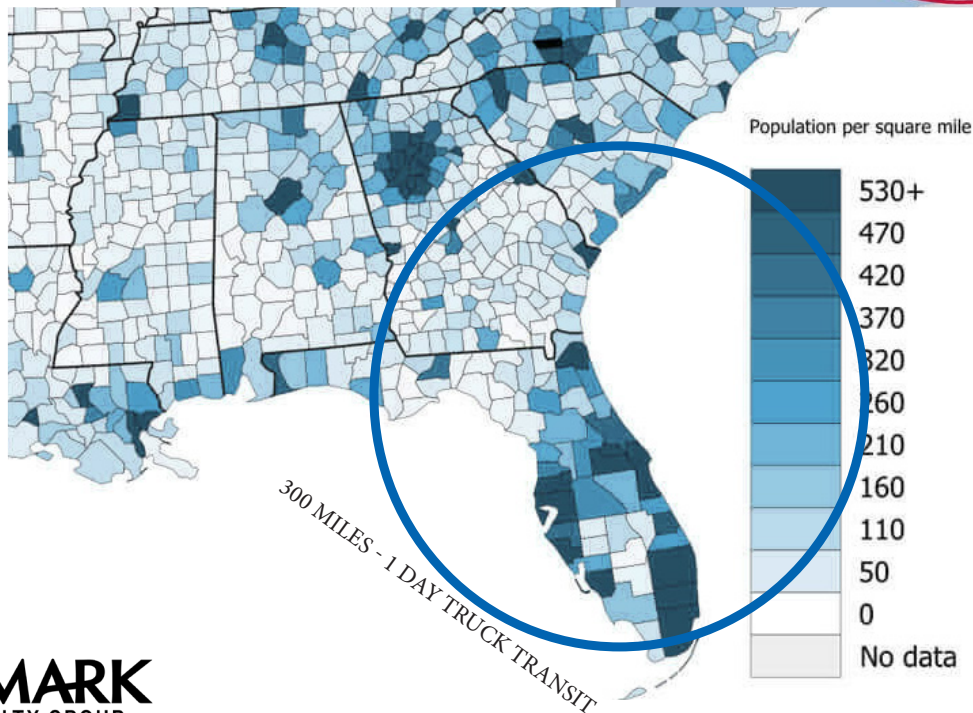 Population per square mile
530+
470
420
370
320
260
210
160
110
50
0
No data
300 MILES - 1 DAY TRUCK TRANSIT
MARK
GROUP